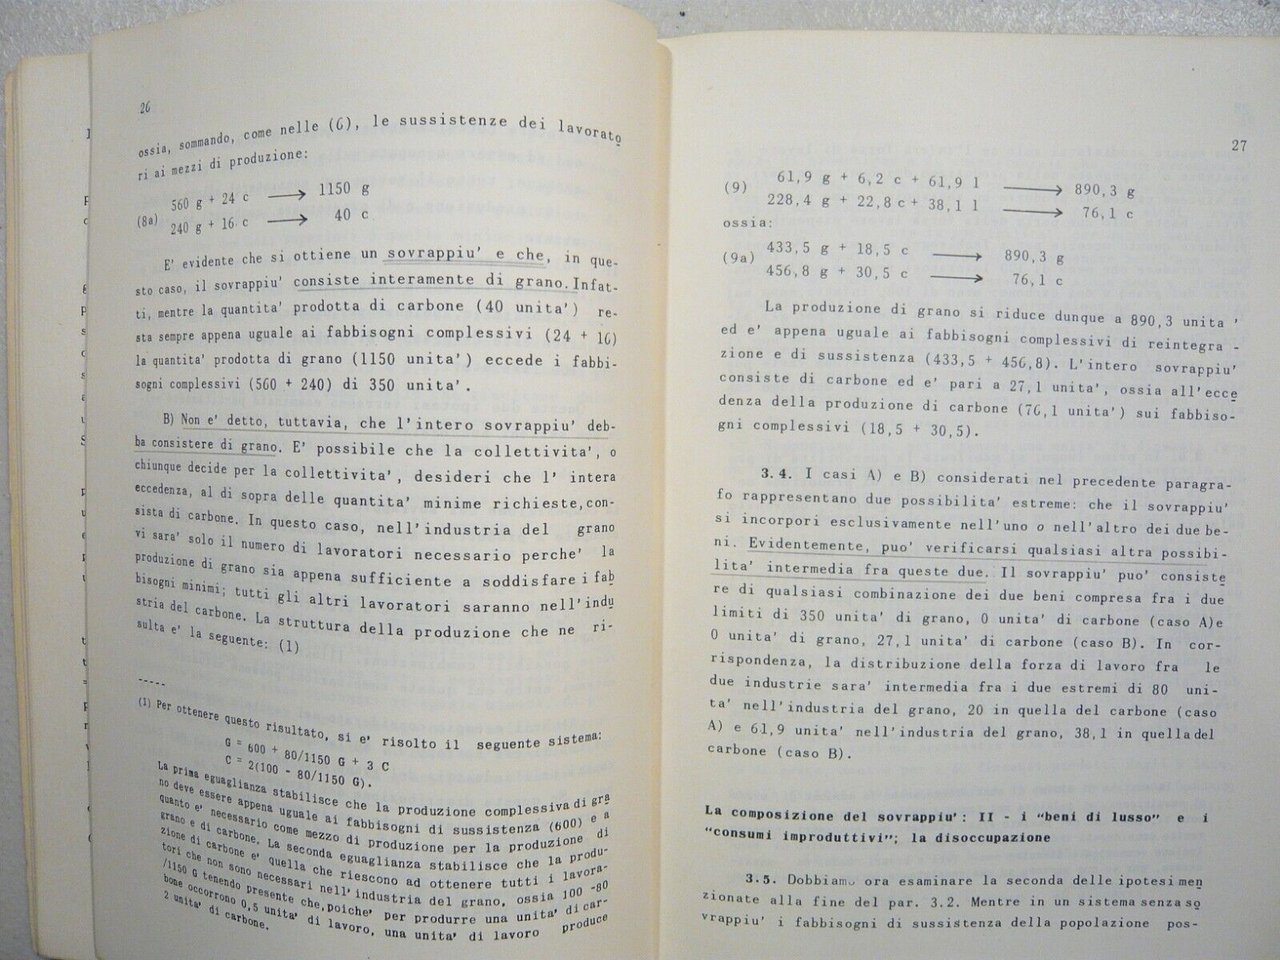 26
ossia, sommando, come nelle (6), le sussistenze dei lavorato
ri ai mezzi di produzione:
560 g + 24 c → 1150 g
(8a)
240 g + 16 c → 40 c
E' evidente che si ottiene un sovrappiu' e che, in que-
sto caso, il sovrappiu' consiste interamente di grano. Infat-
ti, mentre la quantita' prodotta di carbone (40 unita') re-
sta sempre appena uguale ai fabbisogni complessivi (24 + 16)
la quantita' prodotta di grano (1150 unita') eccede i fabbi-
sogni complessivi (560 + 240) di 350 unita'.
B) Non e' detto, tuttavia, che l'intero sovrappiu' deb-
ba consistere di grano. E' possibile che la collettivita', o
chiunque decide per la collettivita', desideri che l' intera
eccedenza, al di sopra delle quantita' minime richieste, con-
sista di carbone. In questo caso, nell'industria del grano
vi sara' solo il numero di lavoratori necessario perche' la
produzione di grano sia appena sufficiente a soddisfare i fab
bisogni minimi; tutti gli altri lavoratori saranno nell'indu
stria del carbone. La struttura della produzione che ne ri-
sulta e' la seguente: (1)
-----
(1) Per ottenere questo risultato, si e' risolto il seguente sistema:
G = 600 + 80/1150 G + 3 C
C = 2(100 - 80/1150 G).
La prima eguaglianza stabilisce che la produzione complessiva di gra
no deve essere appena uguale ai fabbisogni di sussistenza (600) e a
quanto e' necessario come mezzo di produzione per la produzione di
grano e di carbone. La seconda eguaglianza stabilisce che la produ-
zione di carbone e' quella che riescono ad ottenere tutti i lavora-
tori che non sono necessari nell' industria del grano, ossia 100 -80
/1150 G tenendo presente che, poiche' per produrre una unita' di car-
bone occorrono 0,5 unita' di lavoro, una unita' di lavoro produce
2 unita' di carbone.
27
61,9 g + 6,2 c + 61,9 l → 890,3 g
(9)
228,4 g + 22,8 c + 38,1 l → 76,1 c
ossia:
433,5 g + 18,5 c → 890,3 g
(9a)
456,8 g + 30,5 c → 76,1 c
La produzione di grano si riduce dunque a 890,3 unita '
ed e' appena uguale ai fabbisogni complessivi di reintegra -
zione e di sussistenza (433,5 + 456,8). L'intero sovrappiu'
consiste di carbone ed e' pari a 27,1 unita', ossia all'ecce
denza della produzione di carbone (76,1 unita') sui fabbiso-
gni complessivi (18,5 + 30,5).
3.4. I casi A) e B) considerati nel precedente paragra-
fo rappresentano due possibilita' estreme: che il sovrappiu'
si incorpori esclusivamente nell'uno o nell'altro dei due be-
ni. Evidentemente, puo' verificarsi qualsiasi altra possibi-
lita' intermedia fra queste due. Il sovrappiu' puo' consiste
re di qualsiasi combinazione dei due beni compresa fra i due
limiti di 350 unita' di grano, 0 unita' di carbone (caso A) e
0 unita' di grano, 27,1 unita' di carbone (caso B). In cor-
rispondenza, la distribuzione della forza di lavoro fra le
due industrie sara' intermedia fra i due estremi di 80 uni-
ta' nell'industria del grano, 20 in quella del carbone (caso
A) e 61,9 unita' nell'industria del grano, 38,1 in quella del
carbone (caso B).
La composizione del sovrappiu': II - i "beni di lusso" e i
"consumi improduttivi"; la disoccupazione
3.5. Dobbiamo ora esaminare la seconda delle ipotesi men
zionate alla fine del par. 3.2. Mentre in un sistema senza so
vrappiu' i fabbisogni di sussistenza della popolazione pos-